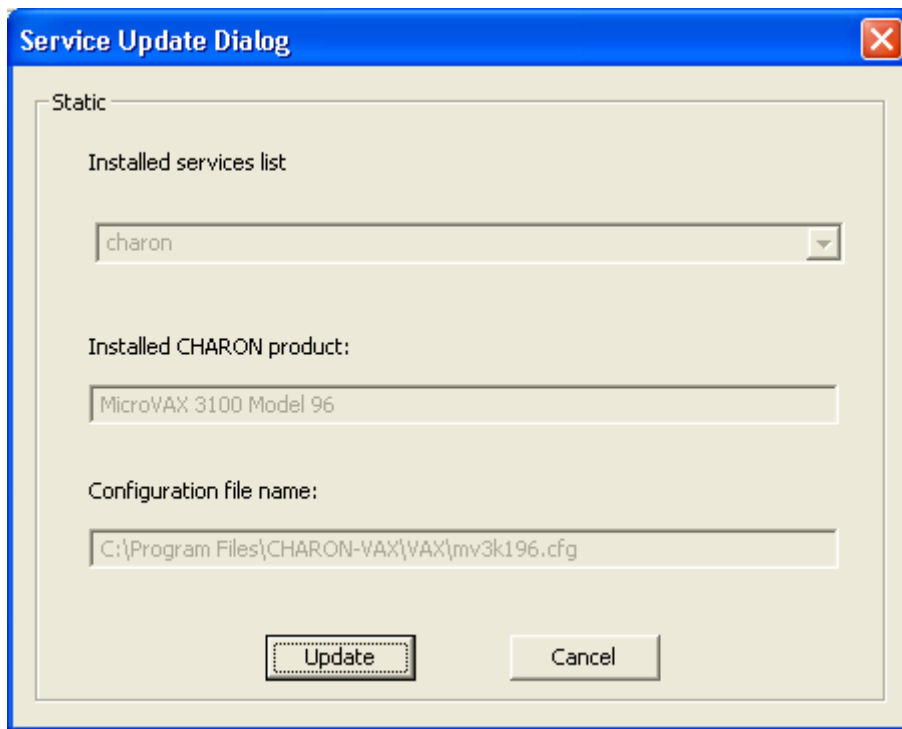 Service Update Dialog
Static
Installed services list
charon
Installed CHARON product:
MicroVAX 3100 Model 96
Configuration file name:
C:\Program Files\CHARON-VAX\VAX\mv3k196.cfg
Update
Cancel